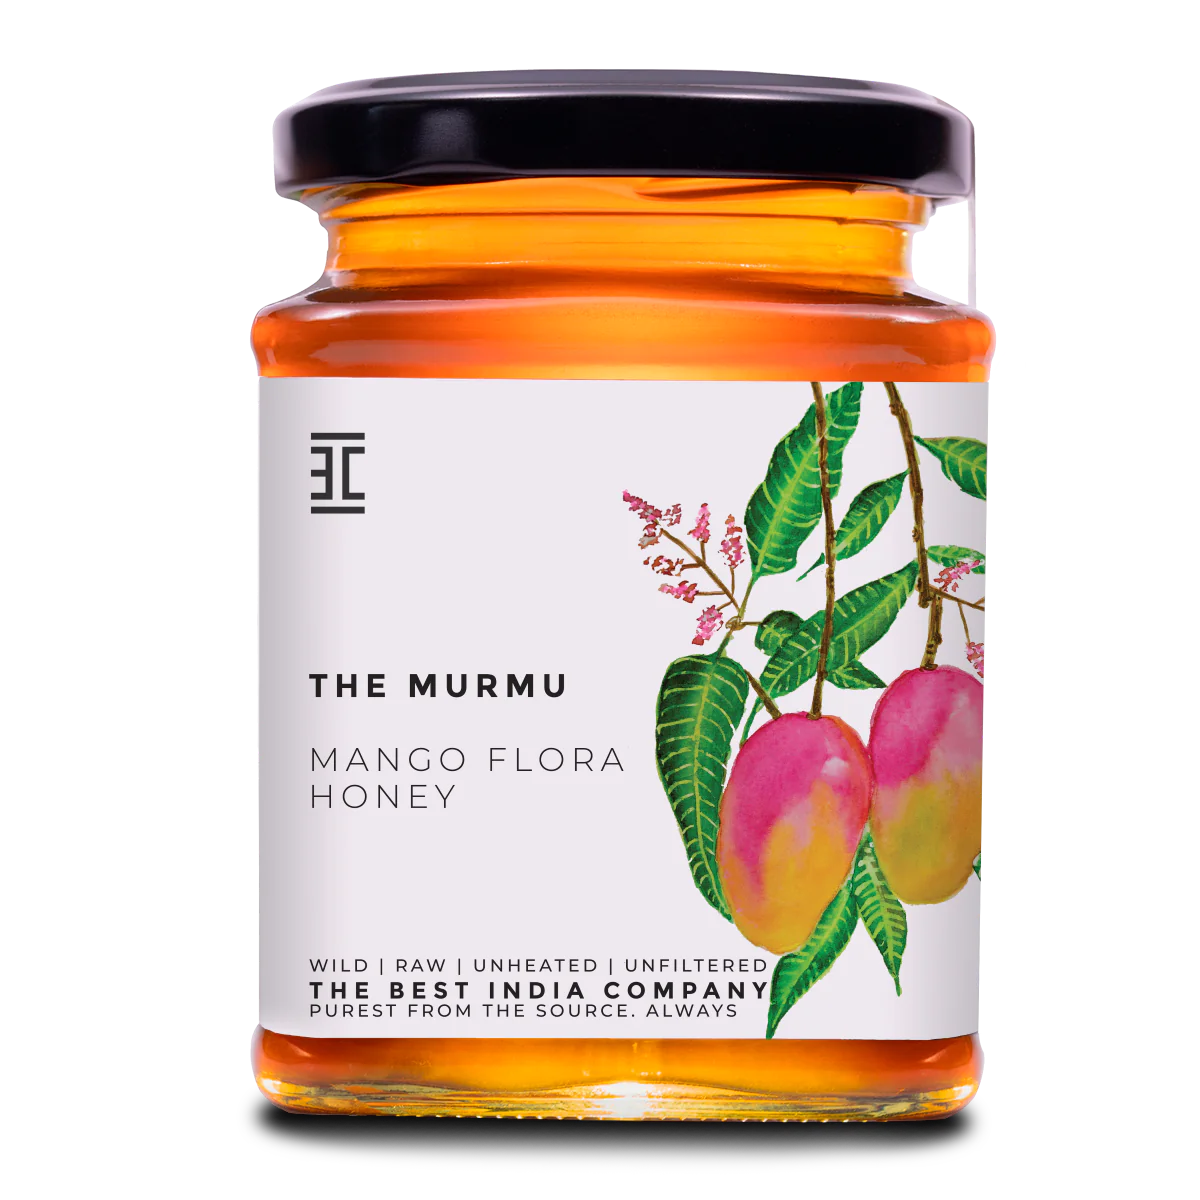 THE MURMU
MANGO FLORA
HONEY
WILD | RAW | UNHEATED | UNFILTERED
THE BEST INDIA COMPANY
PUREST FROM THE SOURCE. ALWAYS